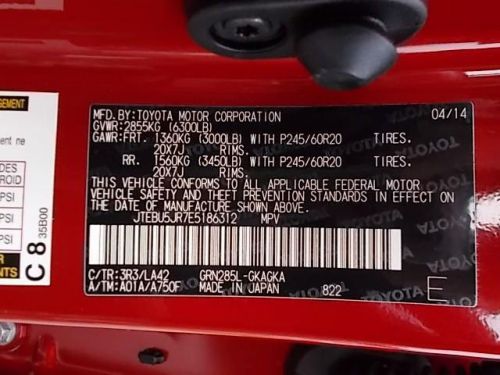 MFD.BY:TOYOTA MOTOR CORPORATION 04/14
GVWR:2855KG (6300LB)
GAWR:FRT. 1360KG (3000LB) WITH P245/60R20 TIRES.
20X7J RIMS.
RR. 1560KG (3450LB) WITH P245/60R20 TIRES.
20X7J RIMS.
THIS VEHICLE CONFORMS TO ALL APPLICABLE FEDERAL MOTOR
VEHICLE SAFETY AND THEFT PREVENTION STANDARDS IN EFFECT
ON THE DATE OF MANUFACTURE SHOWN ABOVE.
JTEBU5JR7E5186312 MPV
C/TR:3R3/LA42 GRN285L-GKAGKA
A/TM:A01A/A750F MADE IN JAPAN 822 E
C 8 35B00
PSI
PSI